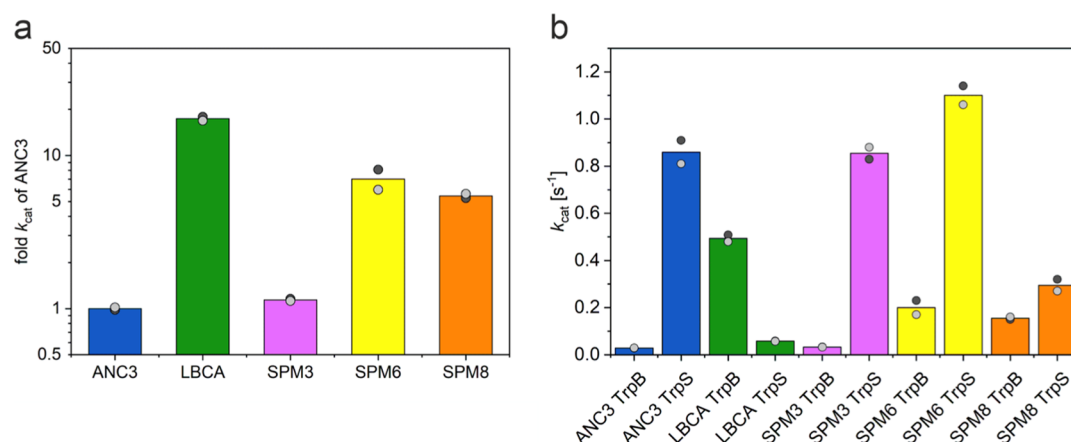 a
fold kcat of ANC3
50
10
5
1
0.5
ANC3 LBCA SPM3 SPM6 SPM8
b
kcat [s-1]
1.2
1.0
0.8
0.6
0.4
0.2
0.0
ANC3 TrpB
ANC3 TrpS
LBCA TrpB
LBCA TrpS
SPM3 TrpB
SPM3 TrpS
SPM6 TrpB
SPM6 TrpS
SPM8 TrpB
SPM8 TrpS